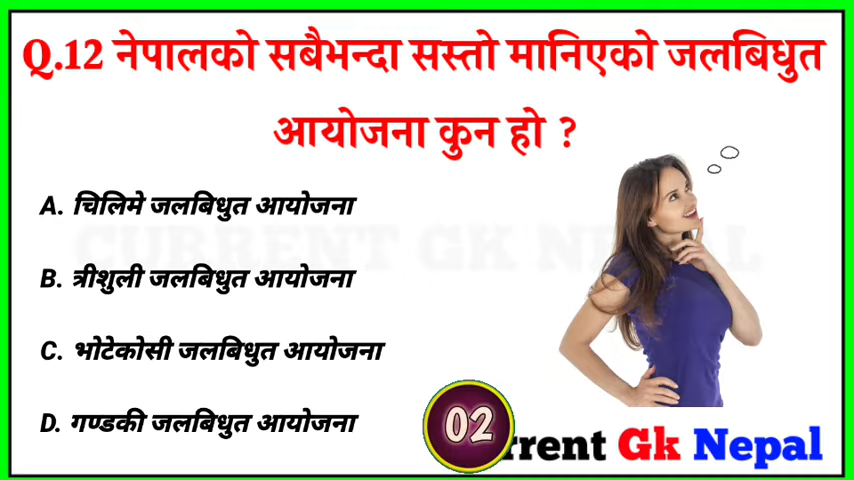 Q.12 नेपालको सबैभन्दा सस्तो मानिएको जलबिधुत
आयोजना कुन हो ?
A. चिलिमे जलबिधुत आयोजना
CURRENT GK NEPAL
B. त्रीशुली जलबिधुत आयोजना
C. भोटेकोसी जलबिधुत आयोजना
D. गण्डकी जलबिधुत आयोजना
02
rrent Gk Nepal